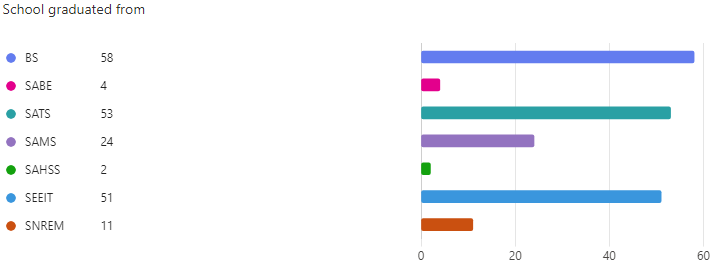 School graduated from
BS 58
SABE 4
SATS 53
SAMS 24
SAHSS 2
SEEIT 51
SNREM 11
0 20 40 60